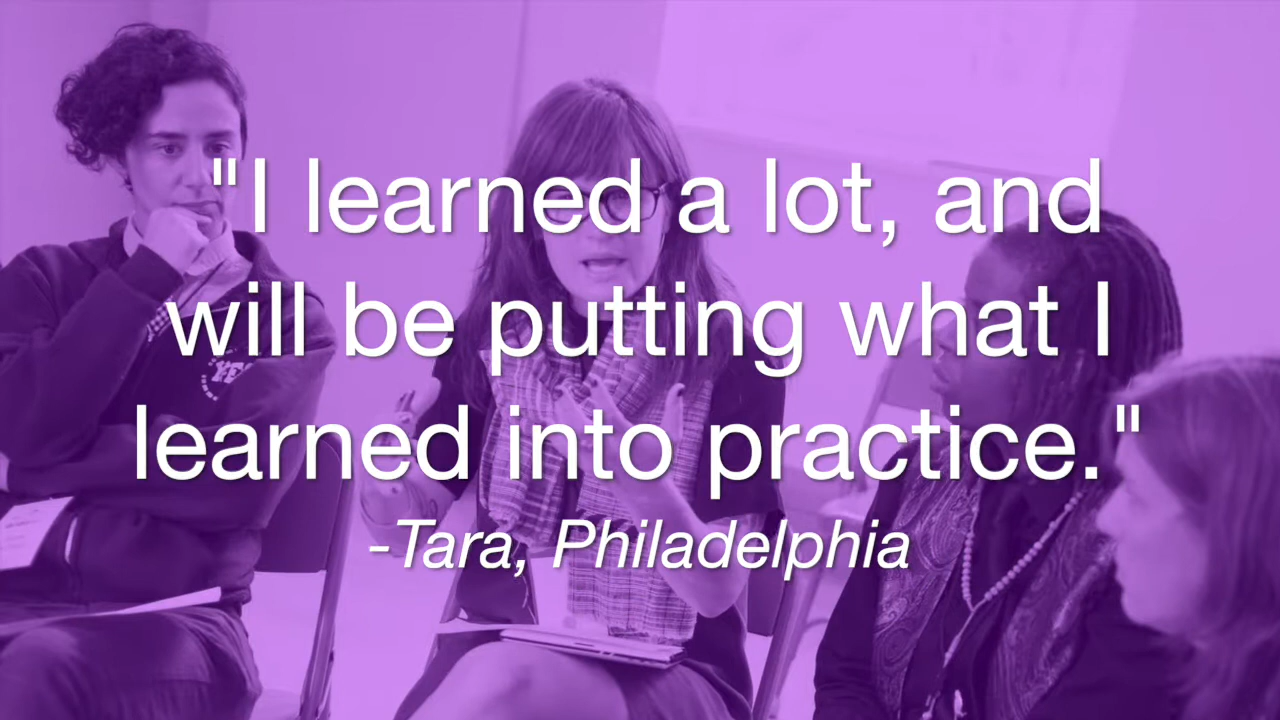 "I learned a lot, and
will be putting what I
learned into practice."
-Tara, Philadelphia